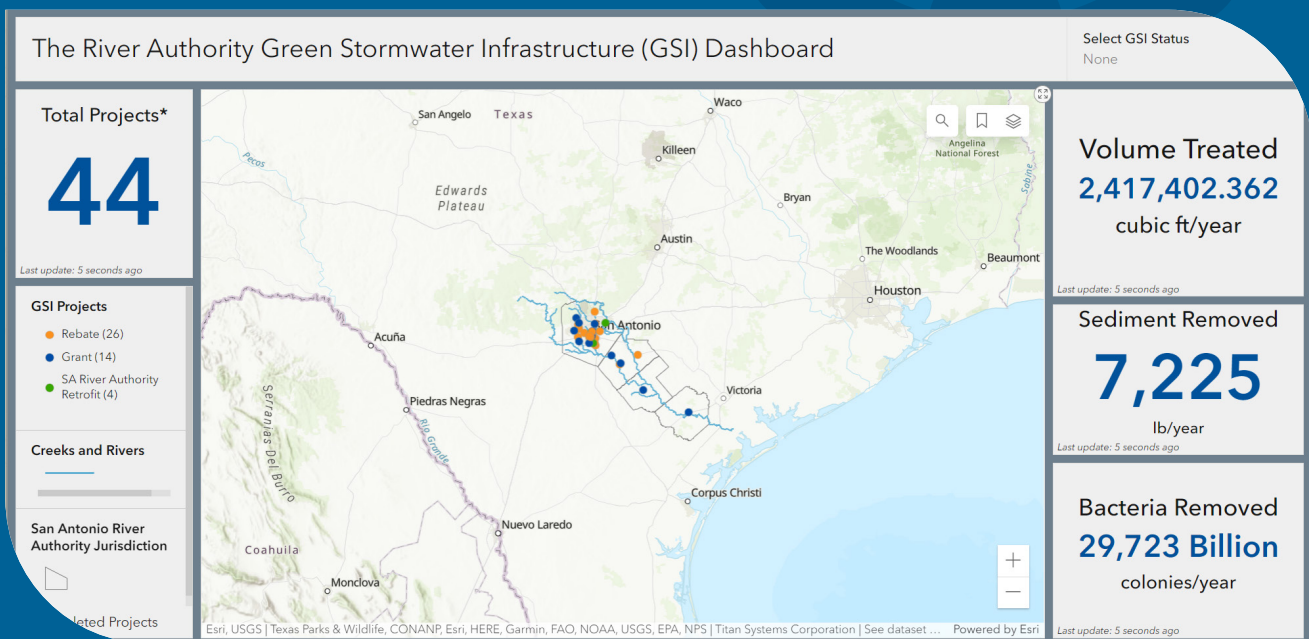 The River Authority Green Stormwater Infrastructure (GSI) Dashboard
Select GSI Status
None
Total Projects*
44
Last update: 5 seconds ago
GSI Projects
Rebate (26)
Grant (14)
SA River Authority
Retrofit (4)
Creeks and Rivers
San Antonio River
Authority Jurisdiction
Projects
Waco
San Angelo
Texas
Killeen
Angelina
National Forest
Pecos
Sabine
Edwards
Plateau
Bryan
Austin
The Woodlands
Beaumont
Houston
Antonio
Acuña
Victoria
Piedras Negras
Serranias Del Burro
Rio Grande
Corpus Christi
Nuevo Laredo
Coahuila
Monclova
+
−
Esri, USGS | Texas Parks & Wildlife, CONANP, Esri, HERE, Garmin, FAO, NOAA, USGS, EPA, NPS | Titan Systems Corporation | See dataset ... Powered by Esri
Volume Treated
2,417,402.362
cubic ft/year
Last update: 5 seconds ago
Sediment Removed
7,225
lb/year
Last update: 5 seconds ago
Bacteria Removed
29,723 Billion
colonies/year
Last update: 5 seconds ago